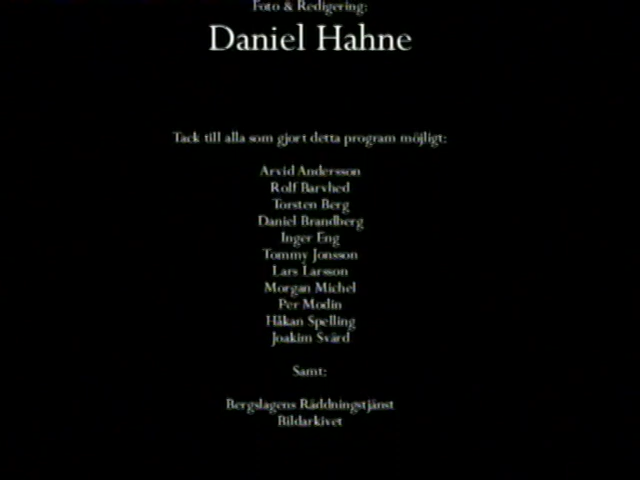 Foto & Redigering:
Daniel Hahne
Tack till alla som gjort detta program möjligt:
Arvid Andersson
Rolf Barvhed
Torsten Berg
Daniel Brandberg
Inger Eng
Tommy Jonsson
Lars Larsson
Morgan Michel
Per Modin
Håkan Spelling
Joakim Svärd
Samt:
Bergslagens Räddningstjänst
Bildarkivet